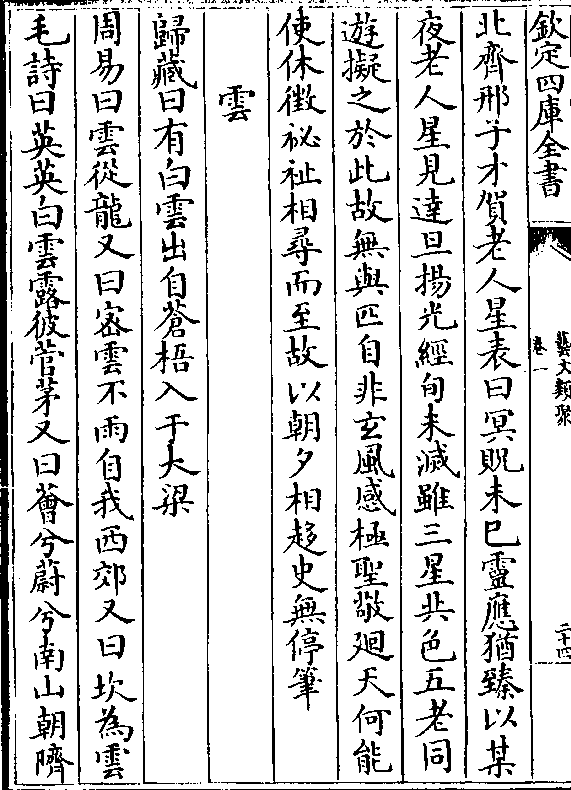 欽定四庫全書
藝文類聚
卷一
二十四
北齊邢子才賀老人星表曰冥貺未已靈應猶臻以某
夜老人星見達旦揚光經旬未滅雖三星共色五老同
遊擬之於此故無與匹自非玄風感極聖敬廻天何能
使休徵祕祉相尋而至故以朝夕相趍史無停筆
雲
歸藏曰有白雲出自蒼梧入于大梁
周易曰雲從龍又曰密雲不雨自我西郊又曰坎為雲
毛詩曰英英白雲露彼菅茅又曰薈兮蔚兮南山朝隮